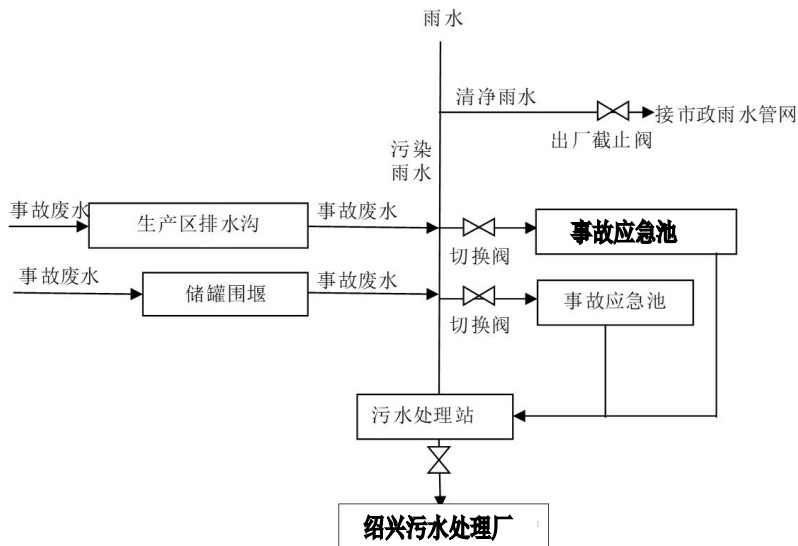 雨水
清净雨水
接市政雨水管网
出厂截止阀
污染
雨水
事故废水
生产区排水沟
事故废水
事故应急池
切换阀
事故废水
储罐围堰
事故废水
事故应急池
切换阀
污水处理站
绍兴污水处理厂